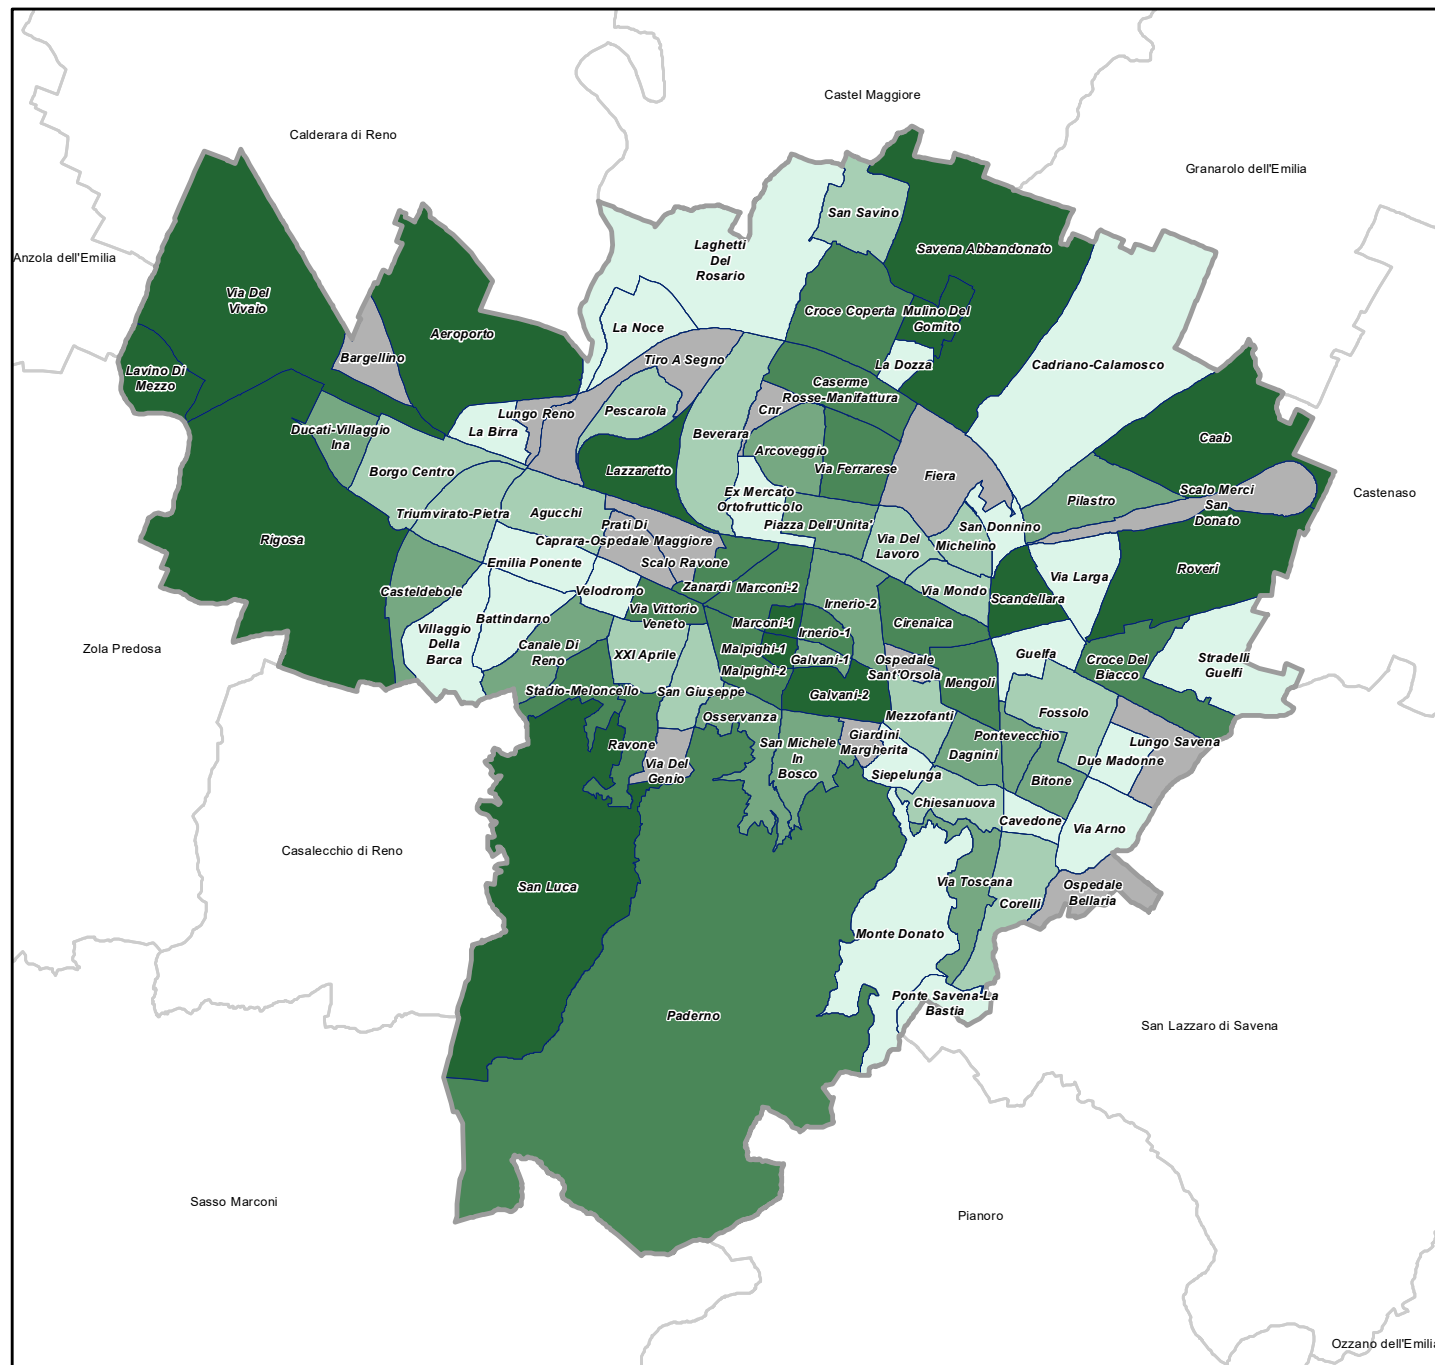 Castel Maggiore
Calderara di Reno
Granarolo dell'Emilia
San Savino
Laghetti
Del
Rosario
Savena Abbandonato
Anzola dell'Emilia
Via Del
Vivaio
Croce Coperta
Mulino Del
Gomito
La Noce
Aeroporto
Bargellino
Tiro A Segno
La Dozza
Cadriano-Calamosco
Lavino Di
Mezzo
Caserme
Rosse-Manifattura
Lungo Reno
Pescarola
Cnr
La Birra
Ducati-Villaggio
Ina
Beverara
Caab
Arcoveggio
Borgo Centro
Lazzaretto
Via Ferrarese
Fiera
Scalo Merci
San
Donato
Castenaso
Ex Mercato
Ortofrutticolo
Pilastro
Triumvirato-Pietra
Agucchi
Prati Di
Caprara-Ospedale Maggiore
Piazza Dell'Unita'
San Donnino
Rigosa
Via Del
Lavoro
Michelino
Emilia Ponente
Scalo Ravone
Roveri
Via Larga
Casteldebole
Velodromo
Zanardi
Marconi-2
Via Mondo
Scandellara
Via Vittorio
Veneto
Irnerio-2
Battindarno
Marconi-1
Cirenaica
Villaggio
Della
Barca
Irnerio-1
Canale Di
Reno
Malpighi-1
Zola Predosa
XXI Aprile
Galvani-1
Ospedale
Sant'Orsola
Guelfa
Croce Del
Biacco
Stradelli
Guelfi
Malpighi-2
Mengoli
Stadio-Meloncello
San Giuseppe
Galvani-2
Osservanza
Mezzofanti
Fossolo
Ravone
San Michele
In
Bosco
Giardini
Margherita
Pontevecchio
Lungo Savena
Via Del
Genio
Dagnini
Due Madonne
Siepelunga
Bitone
Chiesanuova
Cavedone
Via Arno
Casalecchio di Reno
San Luca
Via Toscana
Ospedale
Bellaria
Corelli
Monte Donato
Ponte Savena-La
Bastia
Paderno
San Lazzaro di Savena
Sasso Marconi
Pianoro
Ozzano dell'Emilia